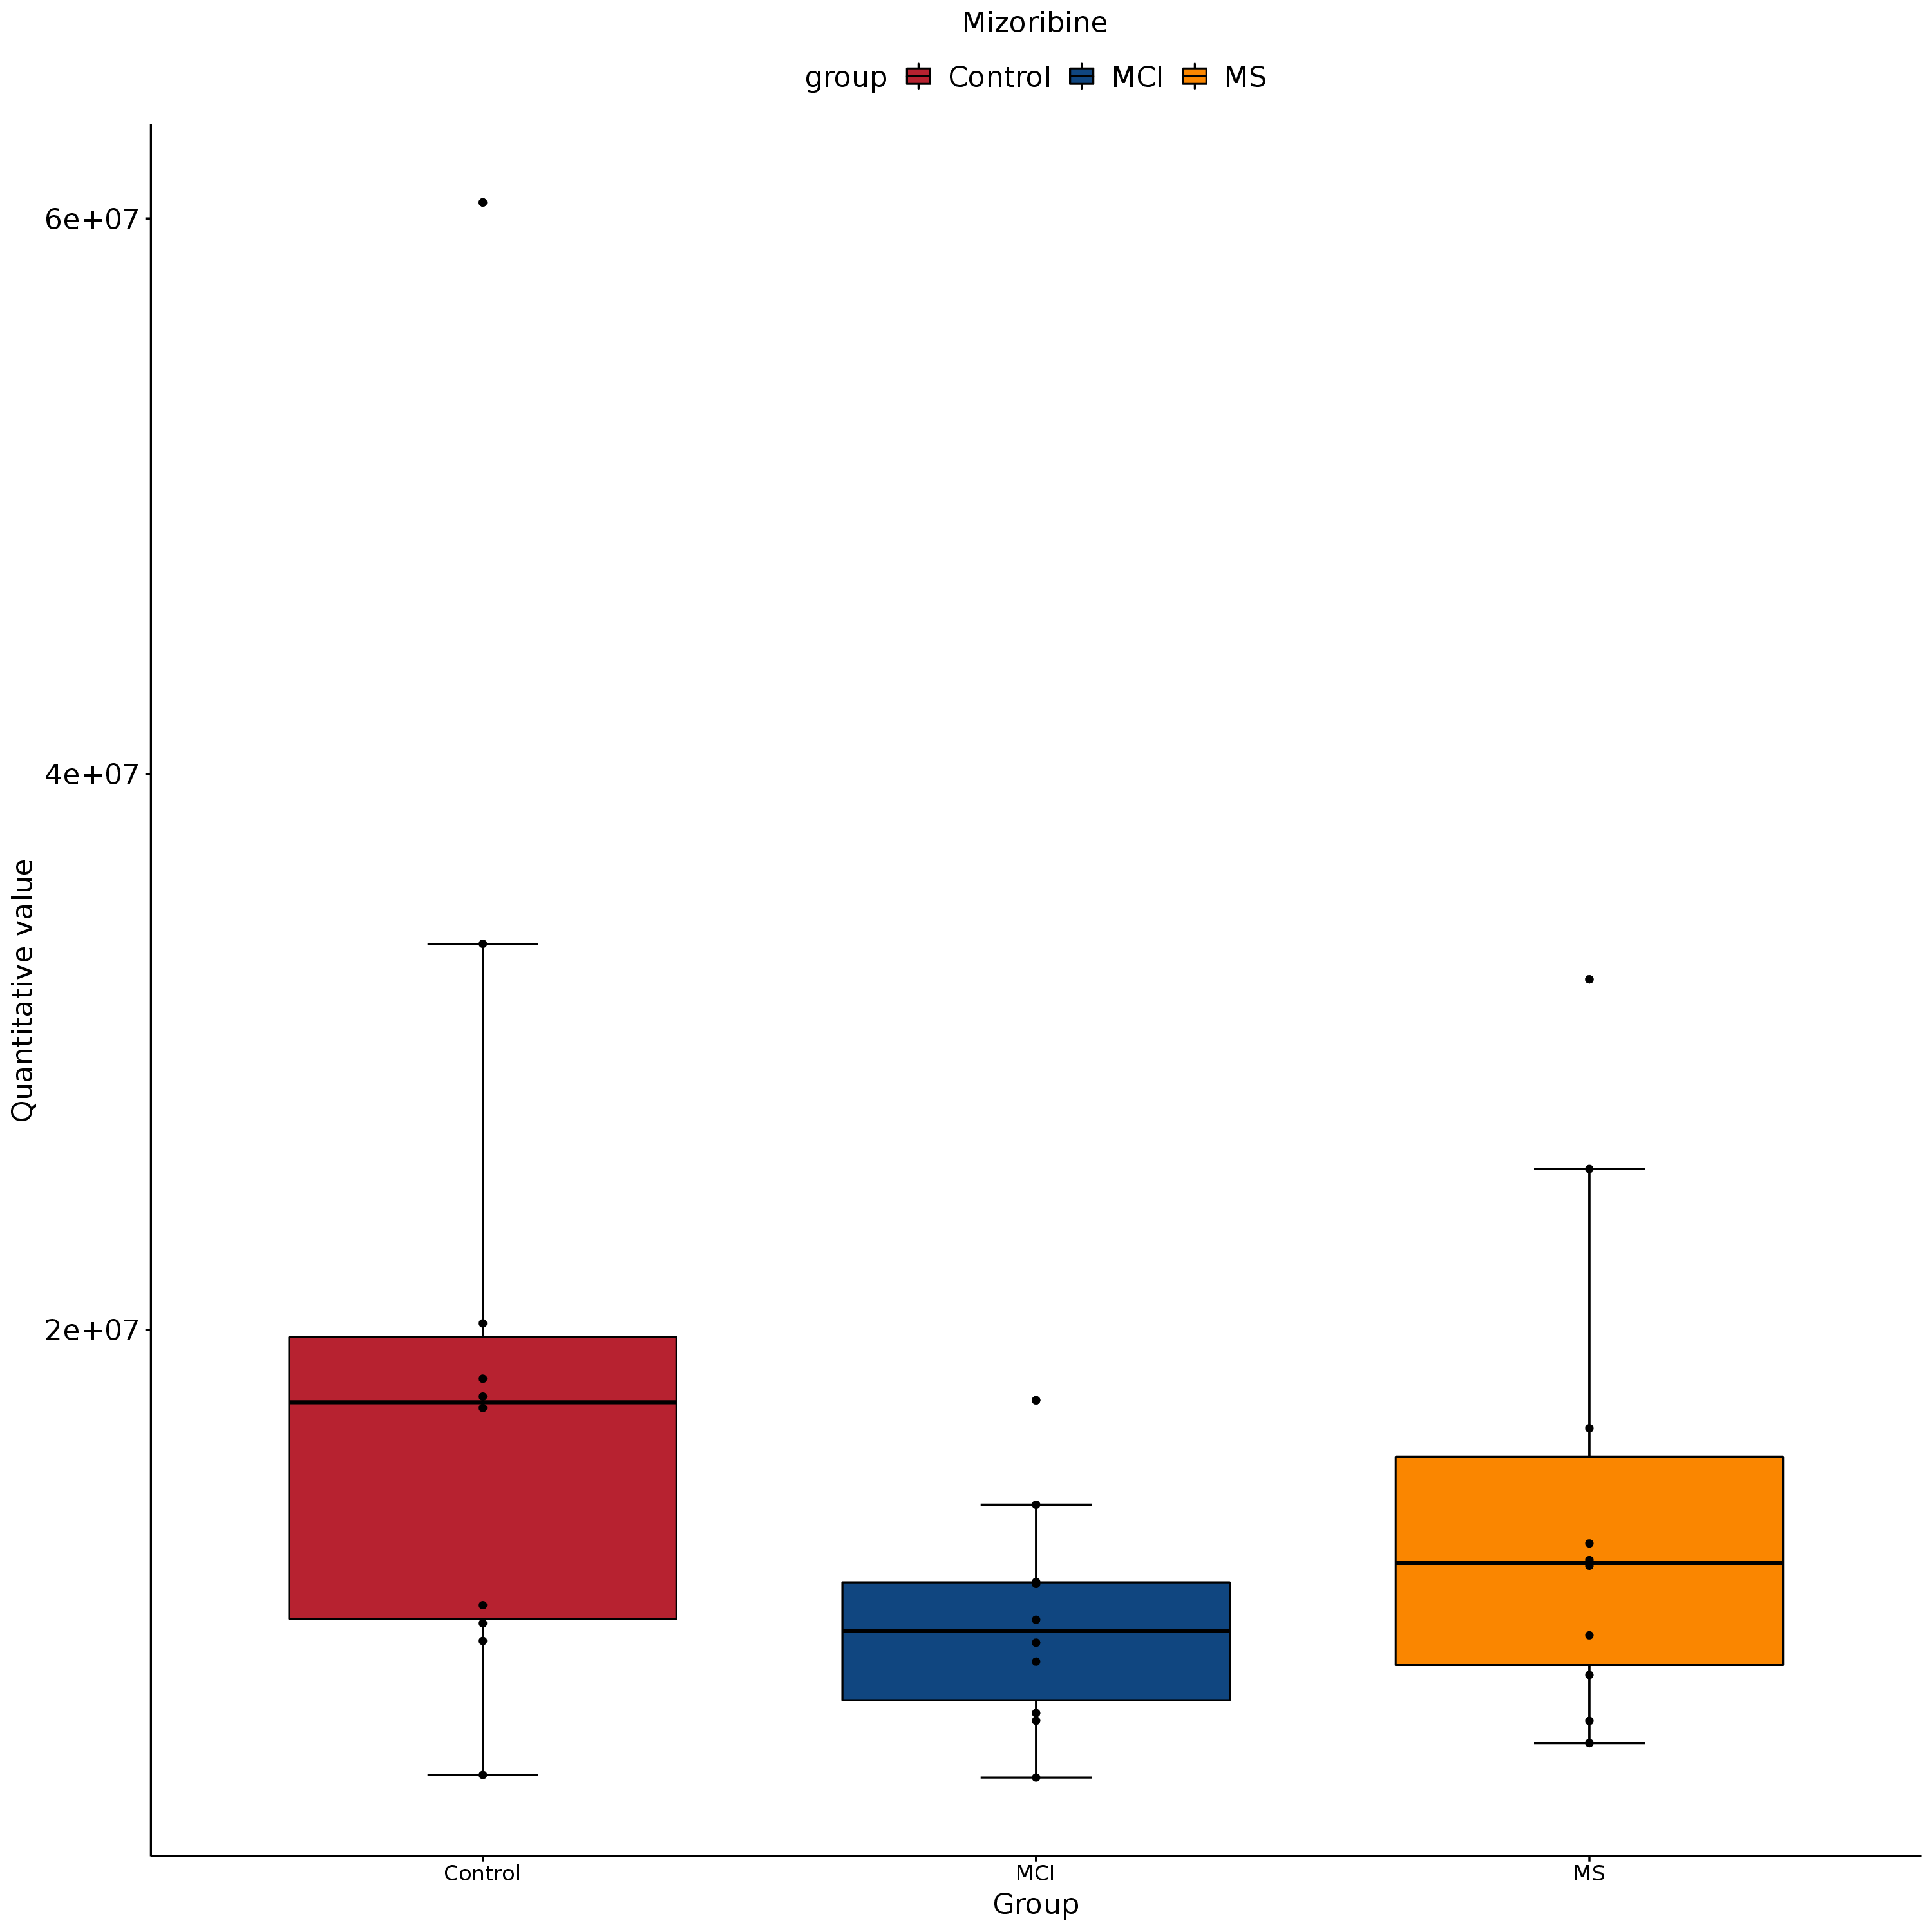 Mizoribine
group Control MCI MS
6e+07
4e+07
2e+07
Quantitative value
Control MCI MS
Group